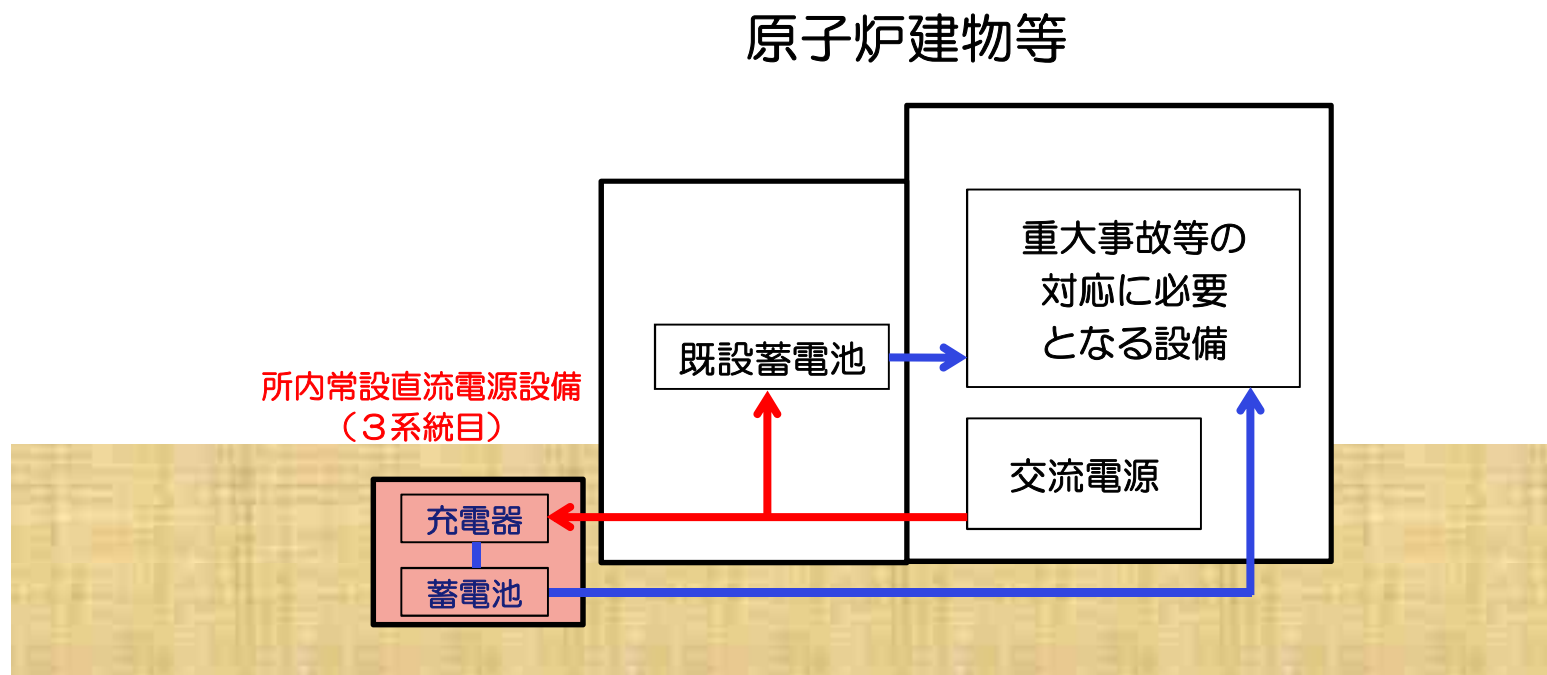 原子炉建物等
重大事故等の
対応に必要
となる設備
既設蓄電池
所内常設直流電源設備
（３系統目）
交流電源
充電器
蓄電池